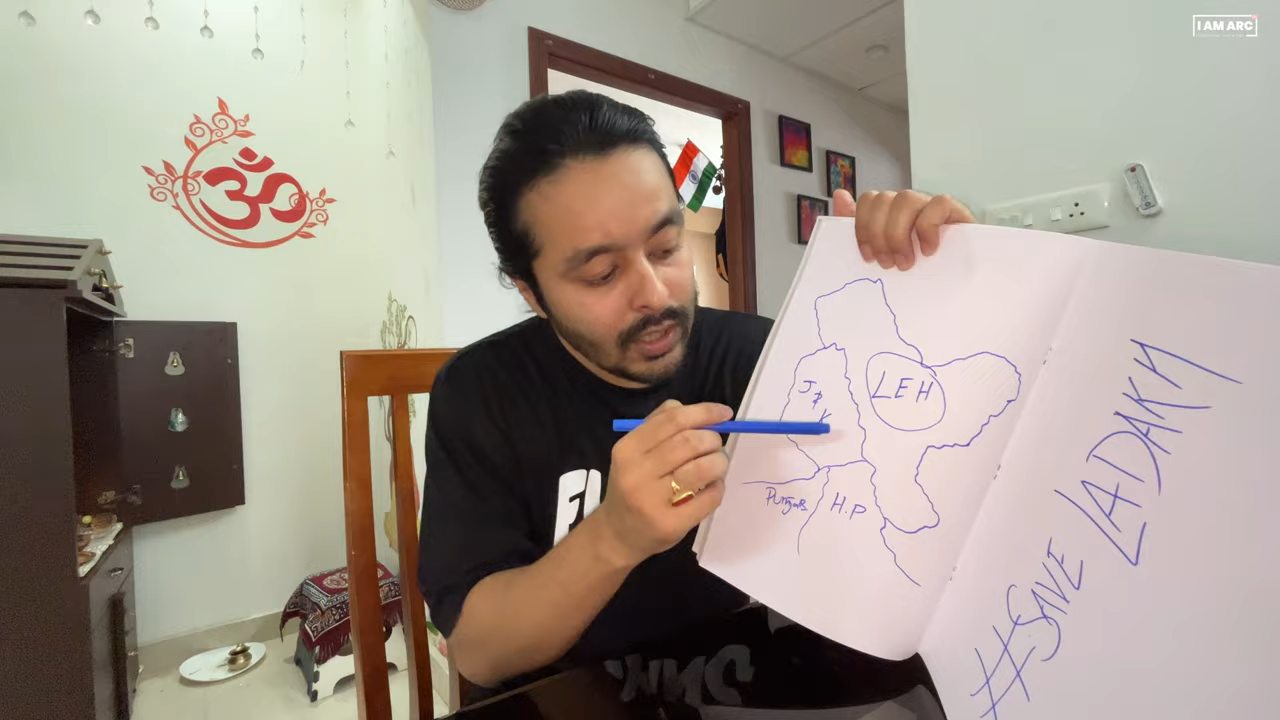 I AM ARC
ॐ
J
&
K
LEH
Punjab
H.P
#SAVE
LADAKH